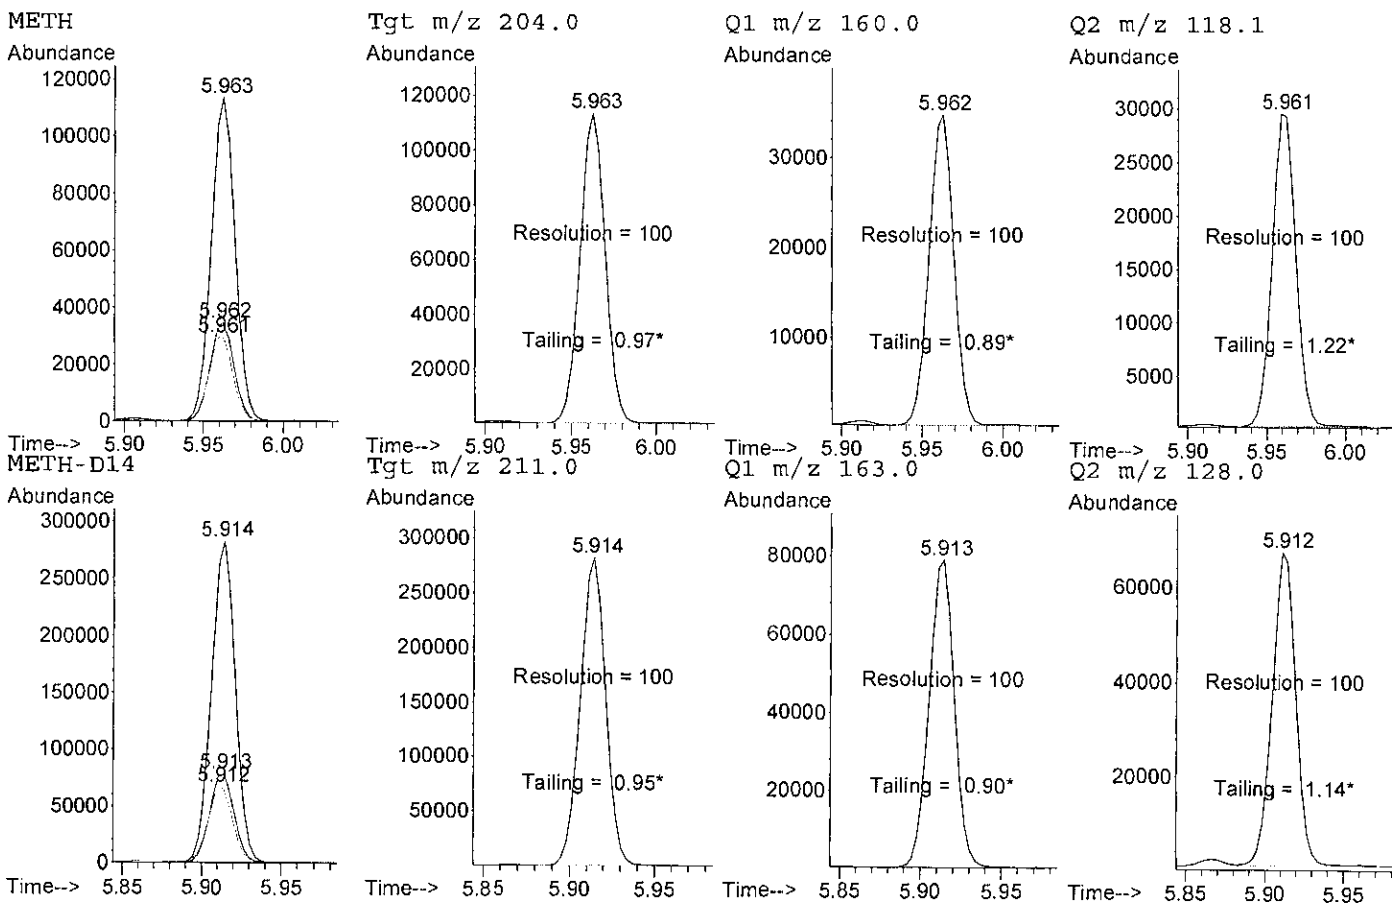 METH
Abundance
120000
5.963
100000
80000
60000
40000
5.962
5.961
20000
0
Time--> 5.90 5.95 6.00
Tgt m/z 204.0
Abundance
120000
5.963
100000
80000
Resolution = 100
60000
40000
Tailing = 0.97*
20000
Time--> 5.90 5.95 6.00
Q1 m/z 160.0
Abundance
5.962
30000
Resolution = 100
20000
Tailing = 0.89*
10000
Time--> 5.90 5.95 6.00
Q2 m/z 118.1
Abundance
30000
5.961
25000
20000
Resolution = 100
15000
10000
Tailing = 1.22*
5000
Time--> 5.90 5.95 6.00
METH-D14
Abundance
300000
5.914
250000
200000
150000
100000
5.913
5.912
50000
0
Time--> 5.85 5.90 5.95
Tgt m/z 211.0
Abundance
300000
5.914
250000
200000
Resolution = 100
150000
100000
Tailing = 0.95*
50000
Time--> 5.85 5.90 5.95
Q1 m/z 163.0
Abundance
80000
5.913
60000
Resolution = 100
40000
Tailing = 0.90*
20000
Time--> 5.85 5.90 5.95
Q2 m/z 128.0
Abundance
5.912
60000
Resolution = 100
40000
20000
Tailing = 1.14*
Time--> 5.85 5.90 5.95